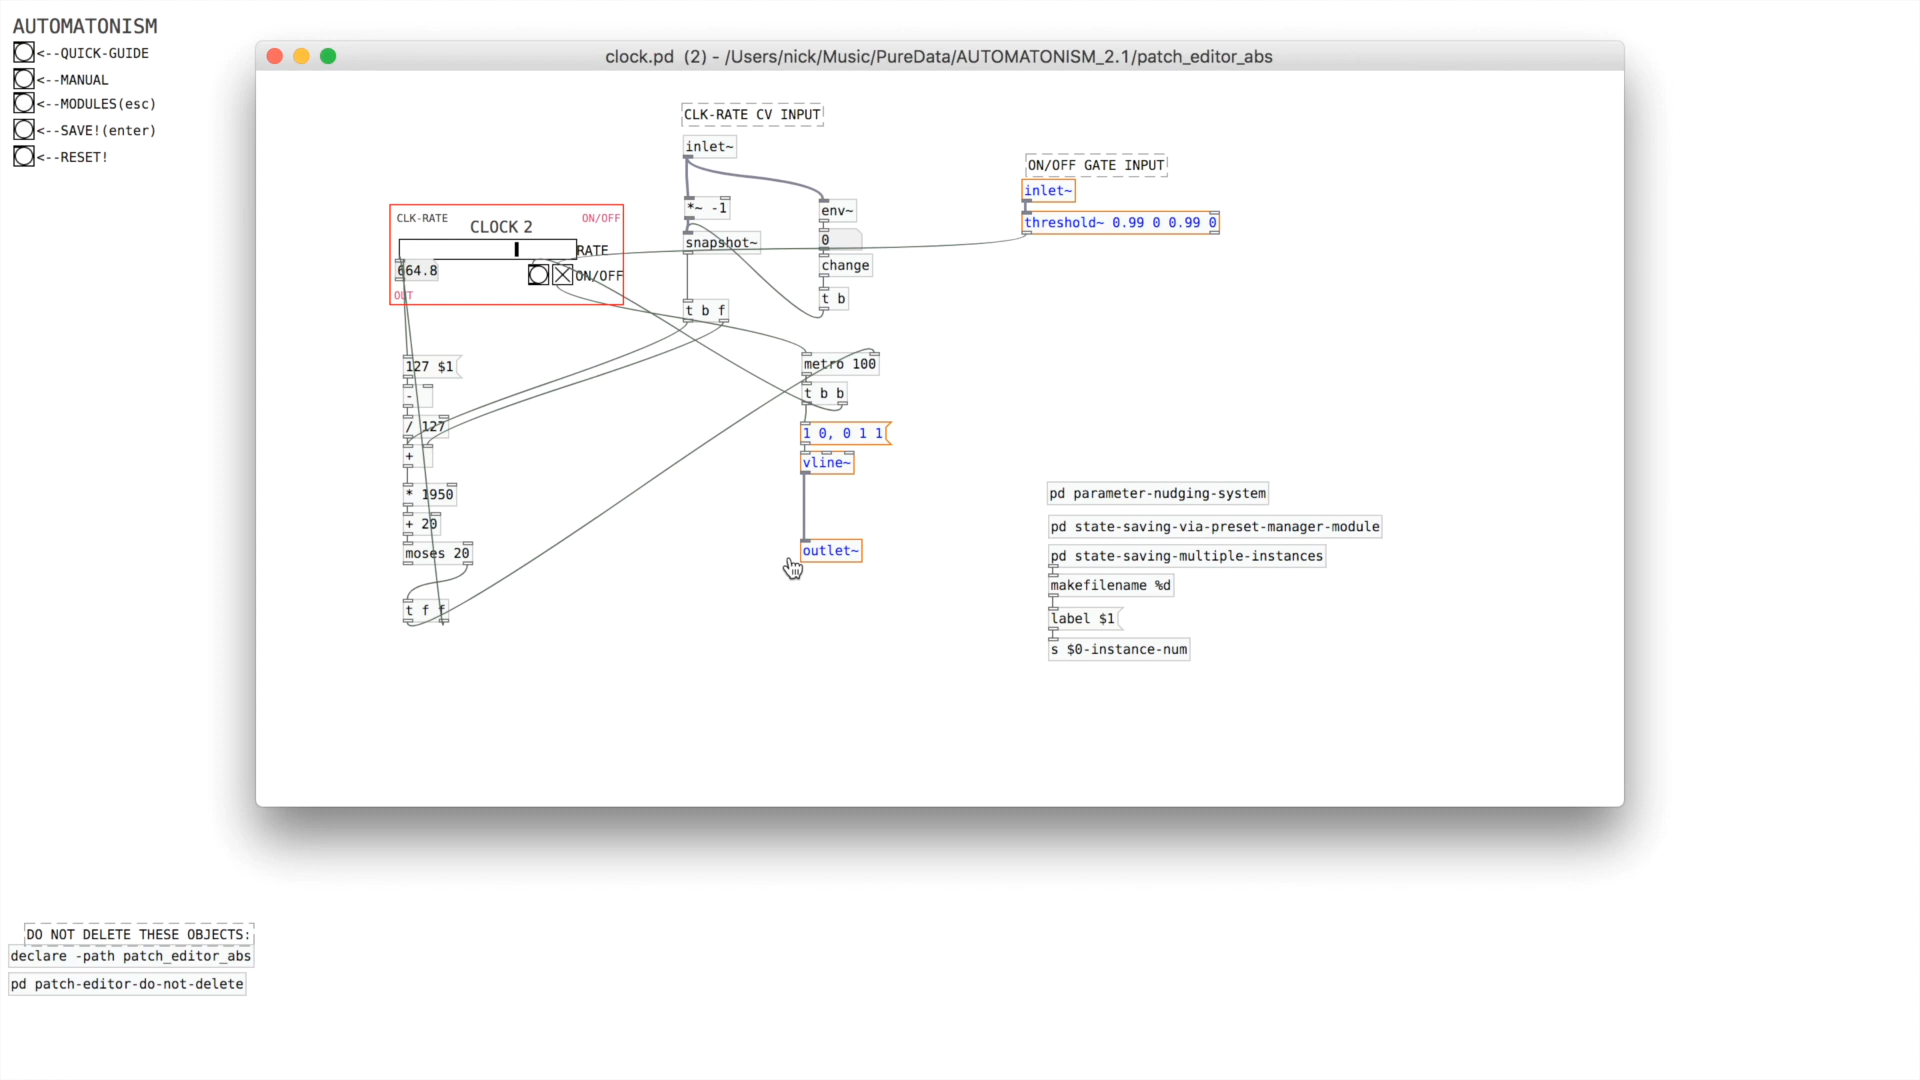 AUTOMATONISM
<--QUICK-GUIDE
<--MANUAL
<--MODULES(esc)
<--SAVE!(enter)
<--RESET!
clock.pd (2) - /Users/nick/Music/PureData/AUTOMATONISM_2.1/patch_editor_abs
CLK-RATE CV INPUT
inlet~
*~ -1
snapshot~
t b f
env~
0
change
t b
ON/OFF GATE INPUT
inlet~
threshold~ 0.99 0 0.99 0
CLK-RATE
CLOCK 2
ON/OFF
RATE
664.8
ON/OFF
OUT
127 $1
-
/ 127
+
* 1950
+ 20
moses 20
t f f
metro 100
t b b
1 0, 0 1 1
vline~
outlet~
pd parameter-nudging-system
pd state-saving-via-preset-manager-module
pd state-saving-multiple-instances
makefilename %d
label $1
s $0-instance-num
DO NOT DELETE THESE OBJECTS:
declare -path patch_editor_abs
pd patch-editor-do-not-delete